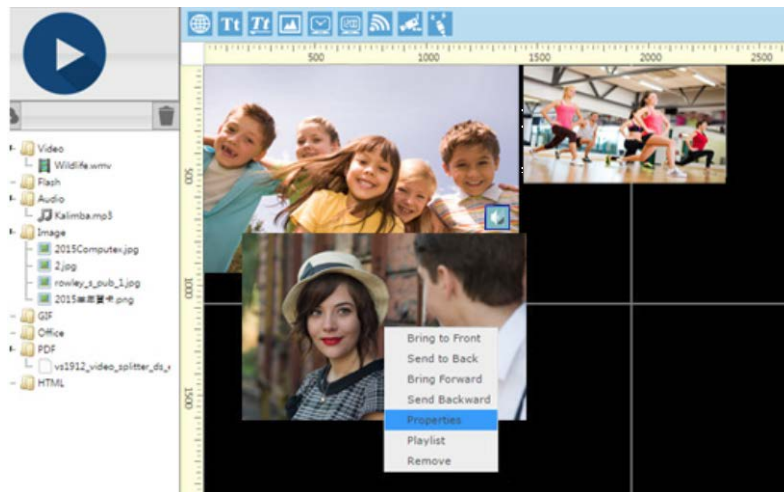 Tt Tt
500 1000 1500 2000 2500
500
1000
1500
Video
Wildlife.wmv
Flash
Audio
Kalimba.mp3
Image
2015Computex.jpg
2.jpg
rowley_s_pub_1.jpg
GIF
Office
PDF
vs1912_video_splitter_ds_
HTML
Bring to Front
Send to Back
Bring Forward
Send Backward
Properties
Playlist
Remove